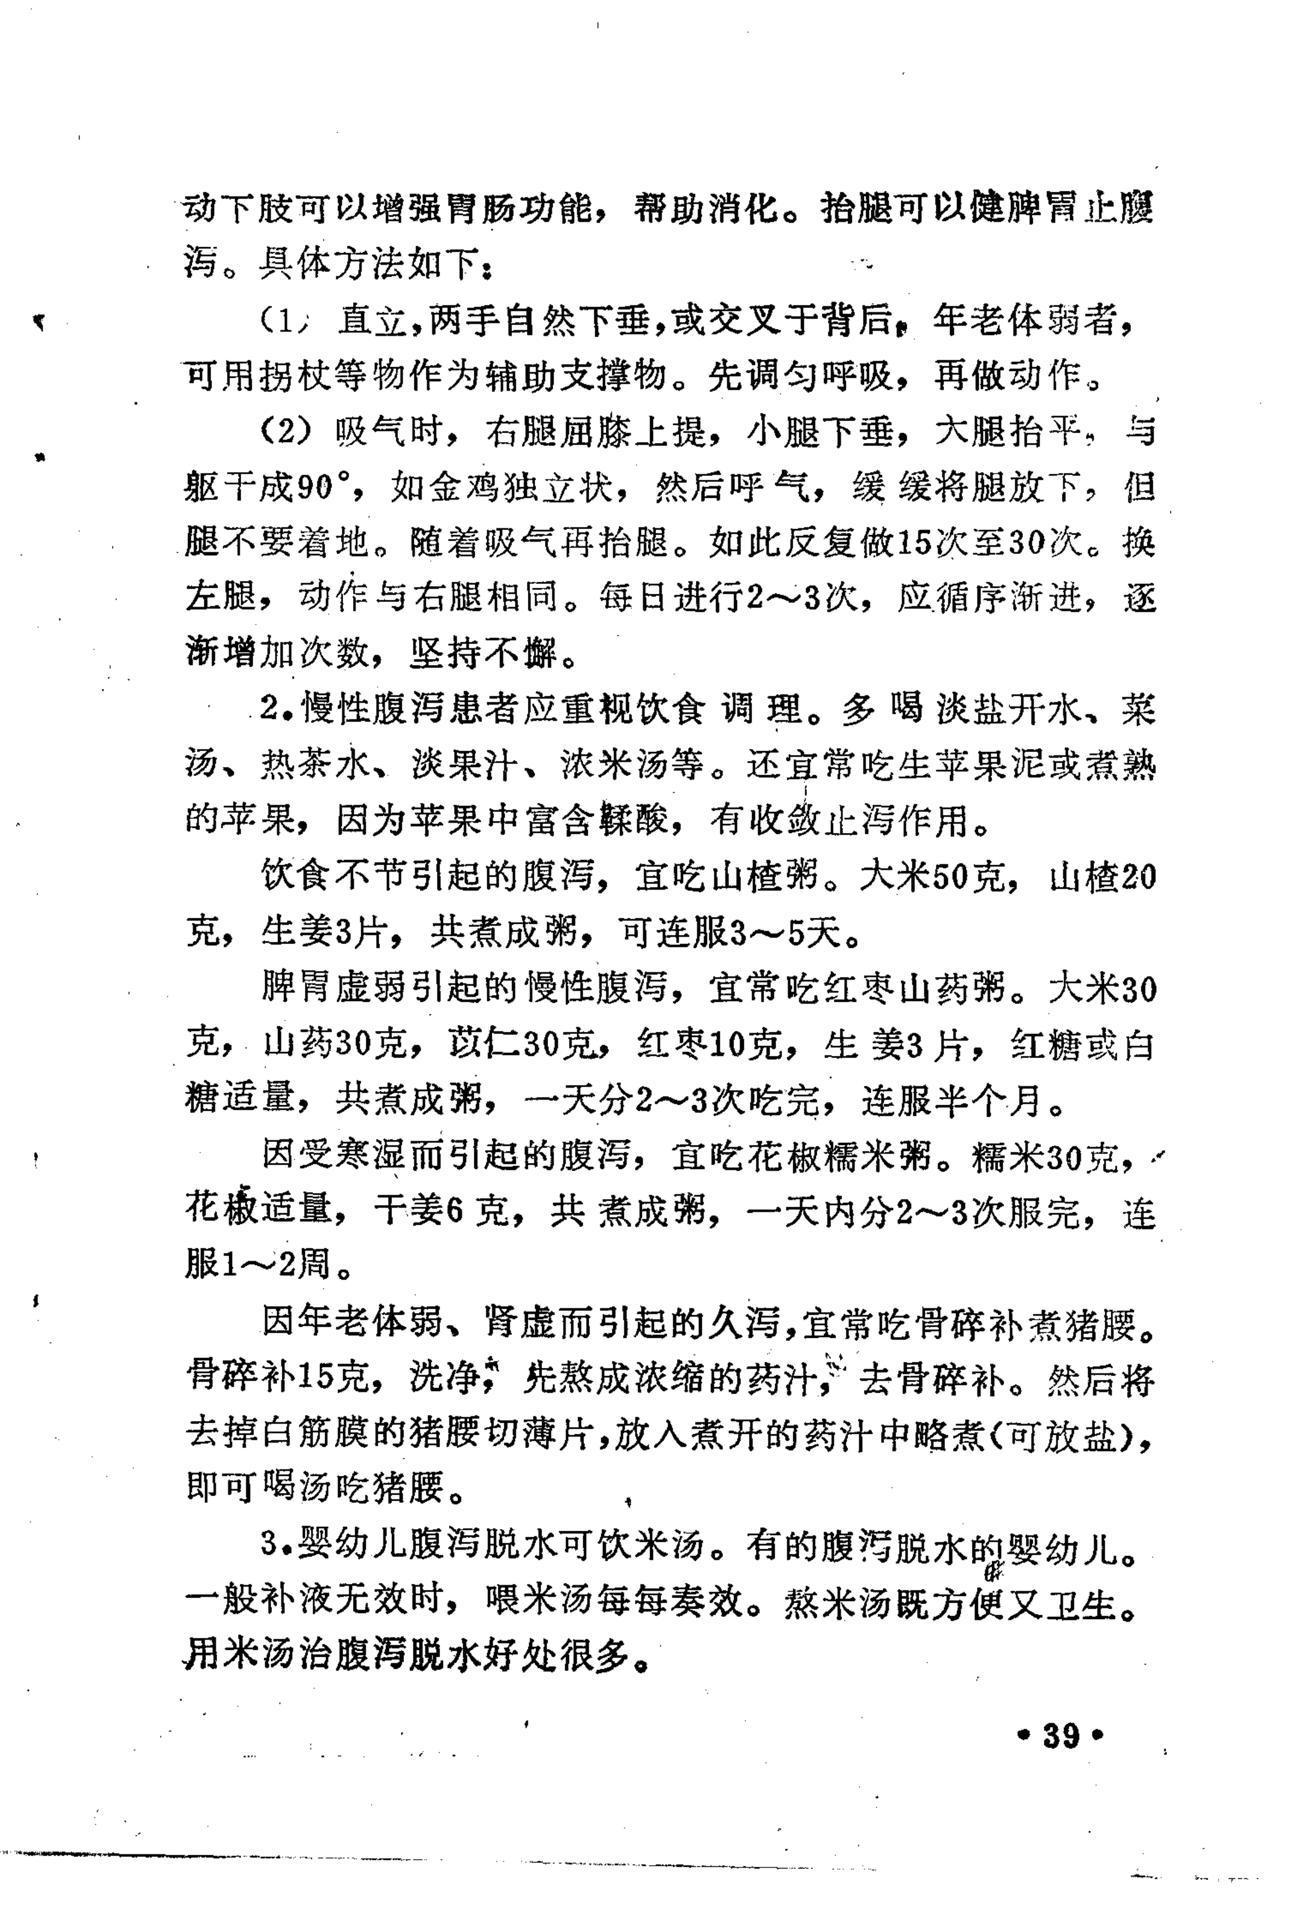 动下肢可以增强胃肠功能，帮助消化。抬腿可以健脾胃止腹
泻。具体方法如下：
（1）直立，两手自然下垂，或交叉于背后，年老体弱者，
可用拐杖等物作为辅助支撑物。先调匀呼吸，再做动作。
（2）吸气时，右腿屈膝上提，小腿下垂，大腿抬平，与
躯干成90°，如金鸡独立状，然后呼气，缓缓将腿放下，但
腿不要着地。随着吸气再抬腿。如此反复做15次至30次。换
左腿，动作与右腿相同。每日进行2～3次，应循序渐进，逐
渐增加次数，坚持不懈。
2.慢性腹泻患者应重视饮食调理。多喝淡盐开水、菜
汤、热茶水、淡果汁、浓米汤等。还宜常吃生苹果泥或煮熟
的苹果，因为苹果中富含鞣酸，有收敛止泻作用。
饮食不节引起的腹泻，宜吃山楂粥。大米50克，山楂20
克，生姜3片，共煮成粥，可连服3～5天。
脾胃虚弱引起的慢性腹泻，宜常吃红枣山药粥。大米30
克，山药30克，苡仁30克，红枣10克，生姜3片，红糖或白
糖适量，共煮成粥，一天分2～3次吃完，连服半个月。
因受寒湿而引起的腹泻，宜吃花椒糯米粥。糯米30克，
花椒适量，干姜6克，共煮成粥，一天内分2～3次服完，连
服1～2周。
因年老体弱、肾虚而引起的久泻，宜常吃骨碎补煮猪腰。
骨碎补15克，洗净，先熬成浓缩的药汁，去骨碎补。然后将
去掉白筋膜的猪腰切薄片，放入煮开的药汁中略煮（可放盐），
即可喝汤吃猪腰。
3.婴幼儿腹泻脱水可饮米汤。有的腹泻脱水的婴幼儿。
一般补液无效时，喂米汤每每奏效。熬米汤既方便又卫生。
用米汤治腹泻脱水好处很多。
•39•